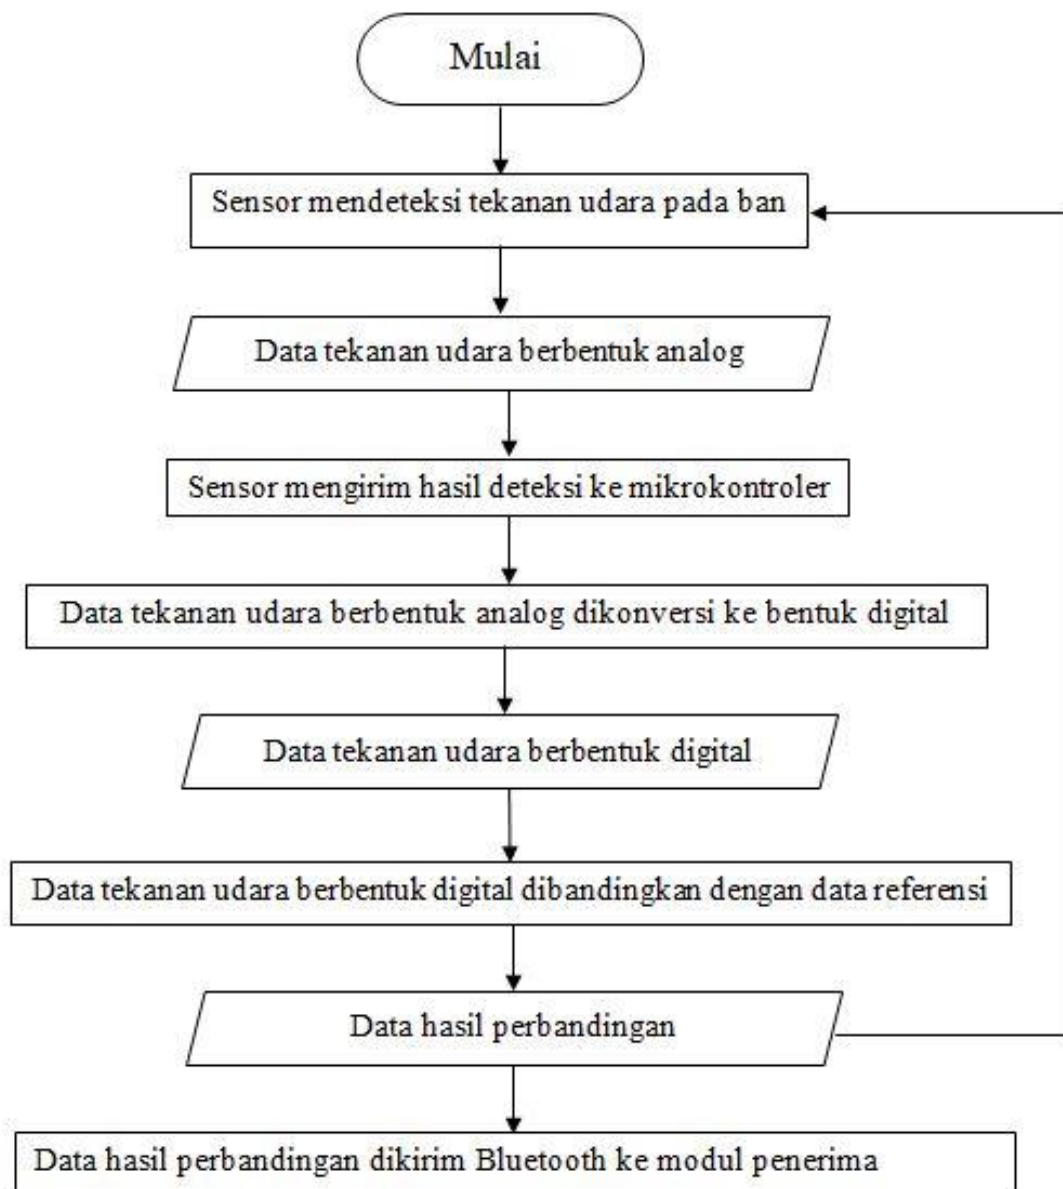 Mulai
Sensor mendeteksi tekanan udara pada ban
Data tekanan udara berbentuk analog
Sensor mengirim hasil deteksi ke mikrokontroler
Data tekanan udara berbentuk analog dikonversi ke bentuk digital
Data tekanan udara berbentuk digital
Data tekanan udara berbentuk digital dibandingkan dengan data referensi
Data hasil perbandingan
Data hasil perbandingan dikirim Bluetooth ke modul penerima